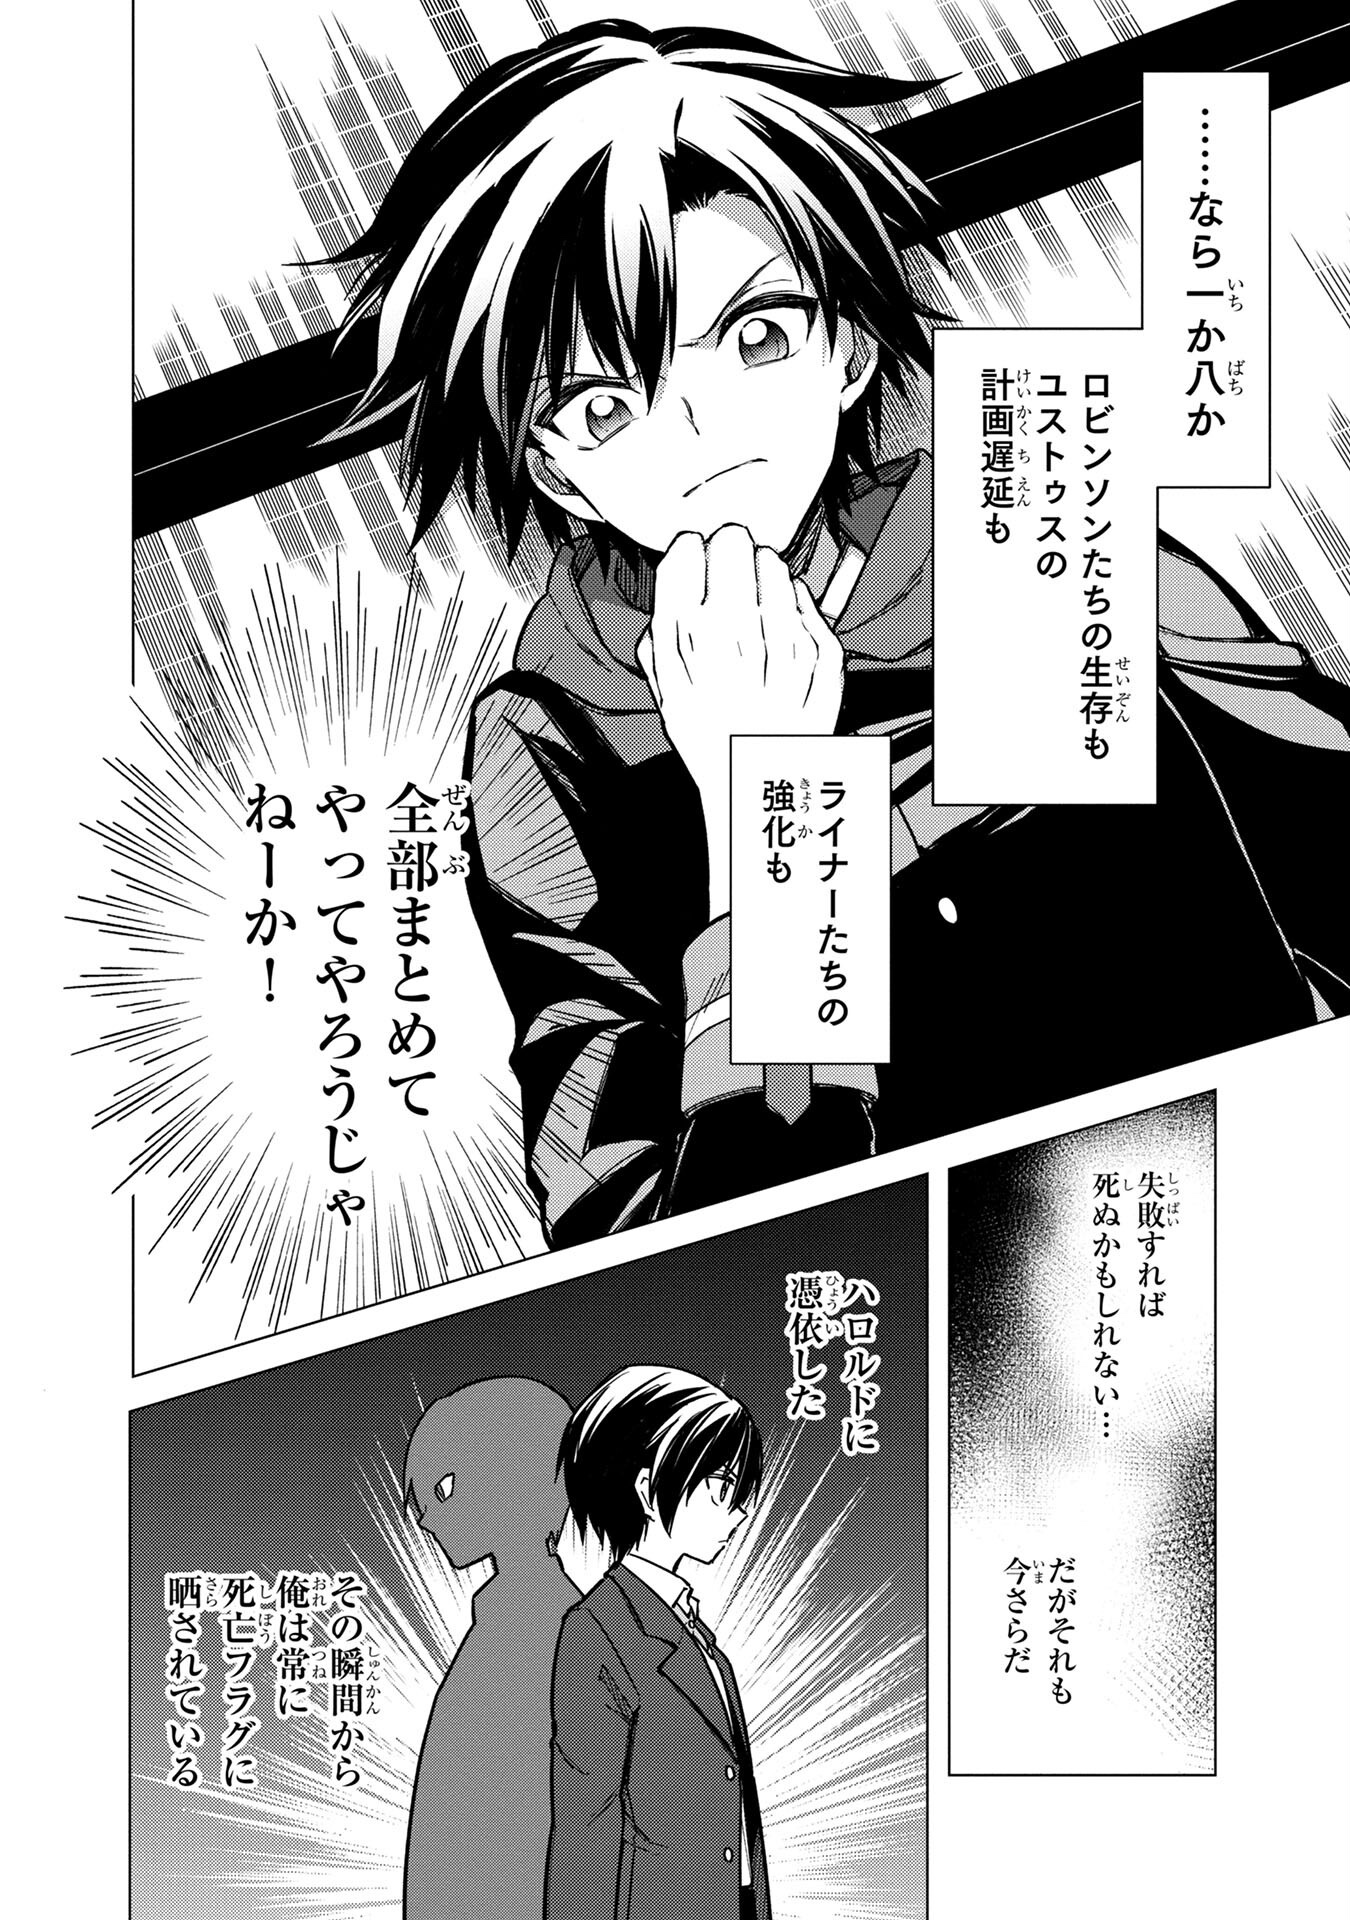 ……なら一か八か
ロビンソンたちの生存も
ユストゥスの
計画遅延も
ライナーたちの
強化も
全部まとめて
やってやろうじゃ
ねーか！
失敗すれば
死ぬかもしれない…
だがそれも
今さらだ
ハロルドに
憑依した
その瞬間から
俺は常に
死亡フラグに
晒されている